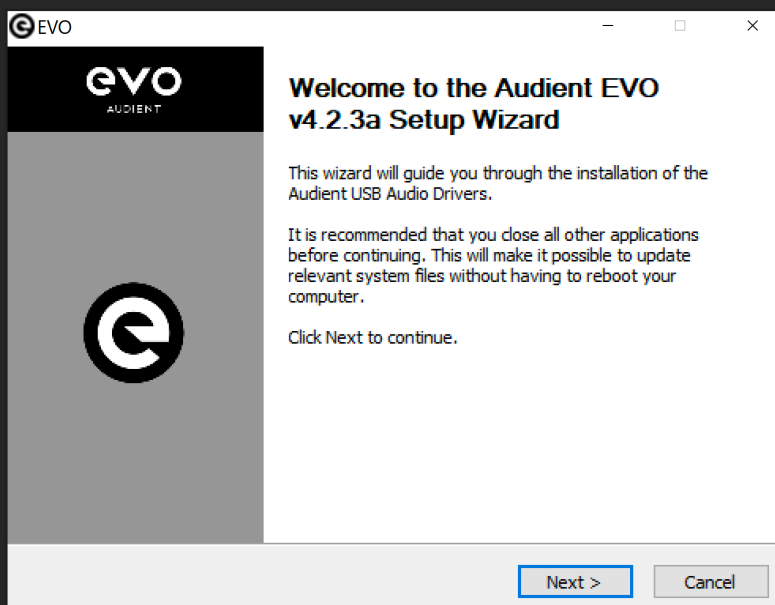 EVO
evo
AUDIENT
Welcome to the Audient EVO
v4.2.3a Setup Wizard
This wizard will guide you through the installation of the
Audient USB Audio Drivers.
It is recommended that you close all other applications
before continuing. This will make it possible to update
relevant system files without having to reboot your
computer.
Click Next to continue.
e
Next >
Cancel